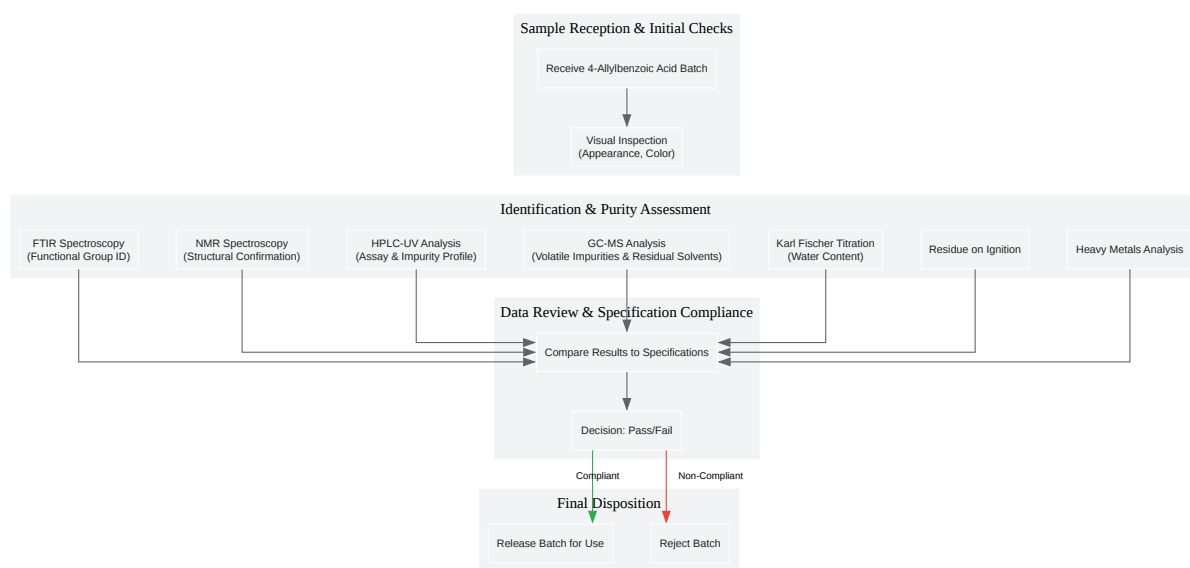 Sample Reception & Initial Checks
Receive 4-Allylbenzoic Acid Batch
Visual Inspection
(Appearance, Color)
Identification & Purity Assessment
FTIR Spectroscopy
(Functional Group ID)
NMR Spectroscopy
(Structural Confirmation)
HPLC-UV Analysis
(Assay & Impurity Profile)
GC-MS Analysis
(Volatile Impurities & Residual Solvents)
Karl Fischer Titration
(Water Content)
Residue on Ignition
Heavy Metals Analysis
Data Review & Specification Compliance
Compare Results to Specifications
Decision: Pass/Fail
Compliant
Non-Compliant
Final Disposition
Release Batch for Use
Reject Batch